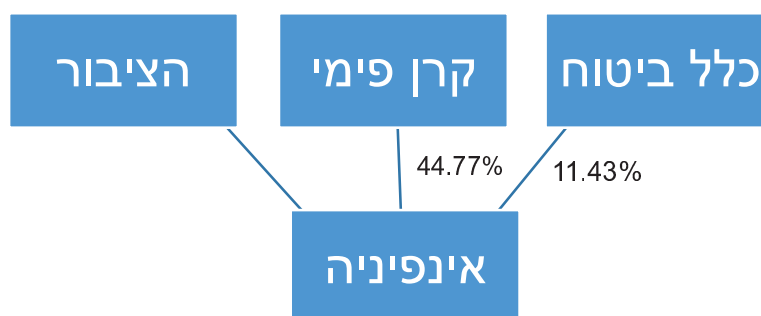 כלל ביטוח
קרן פימי
הציבור
11.43%
44.77%
אינפיניה